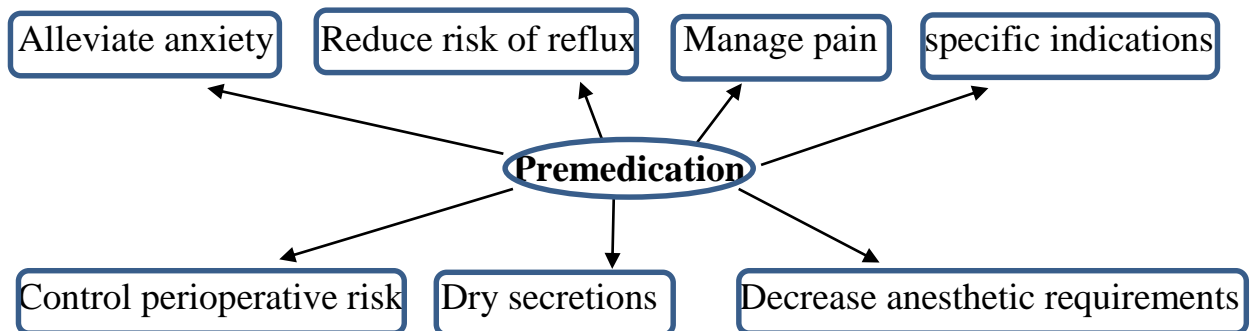 Alleviate anxiety
Reduce risk of reflux
Manage pain
specific indications
Premedication
Control perioperative risk
Dry secretions
Decrease anesthetic requirements